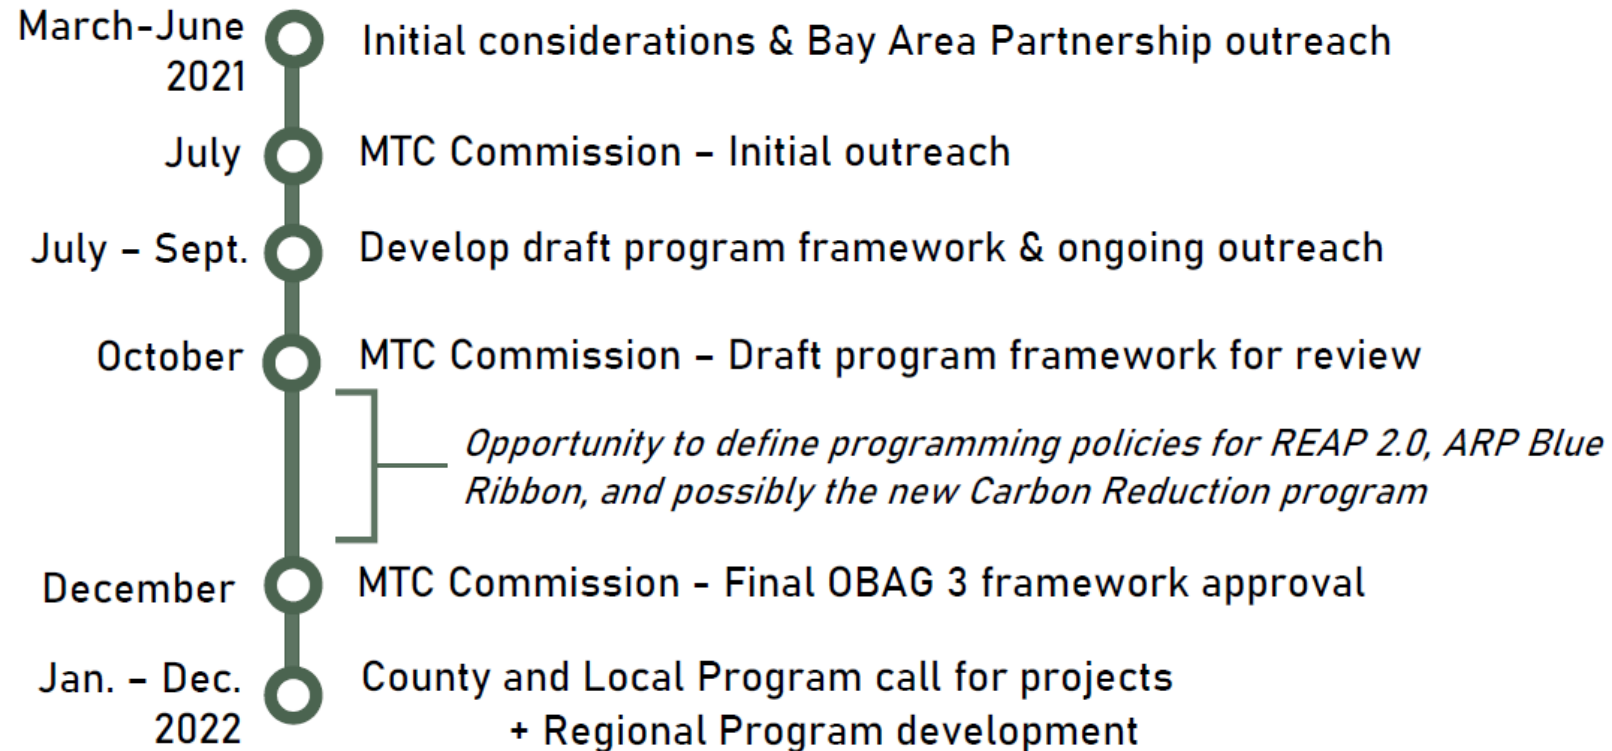 March-June
2021
Initial considerations & Bay Area Partnership outreach
July
MTC Commission – Initial outreach
July – Sept.
Develop draft program framework & ongoing outreach
October
MTC Commission – Draft program framework for review
Opportunity to define programming policies for REAP 2.0, ARP Blue
Ribbon, and possibly the new Carbon Reduction program
December
MTC Commission - Final OBAG 3 framework approval
Jan. – Dec.
2022
County and Local Program call for projects
+ Regional Program development